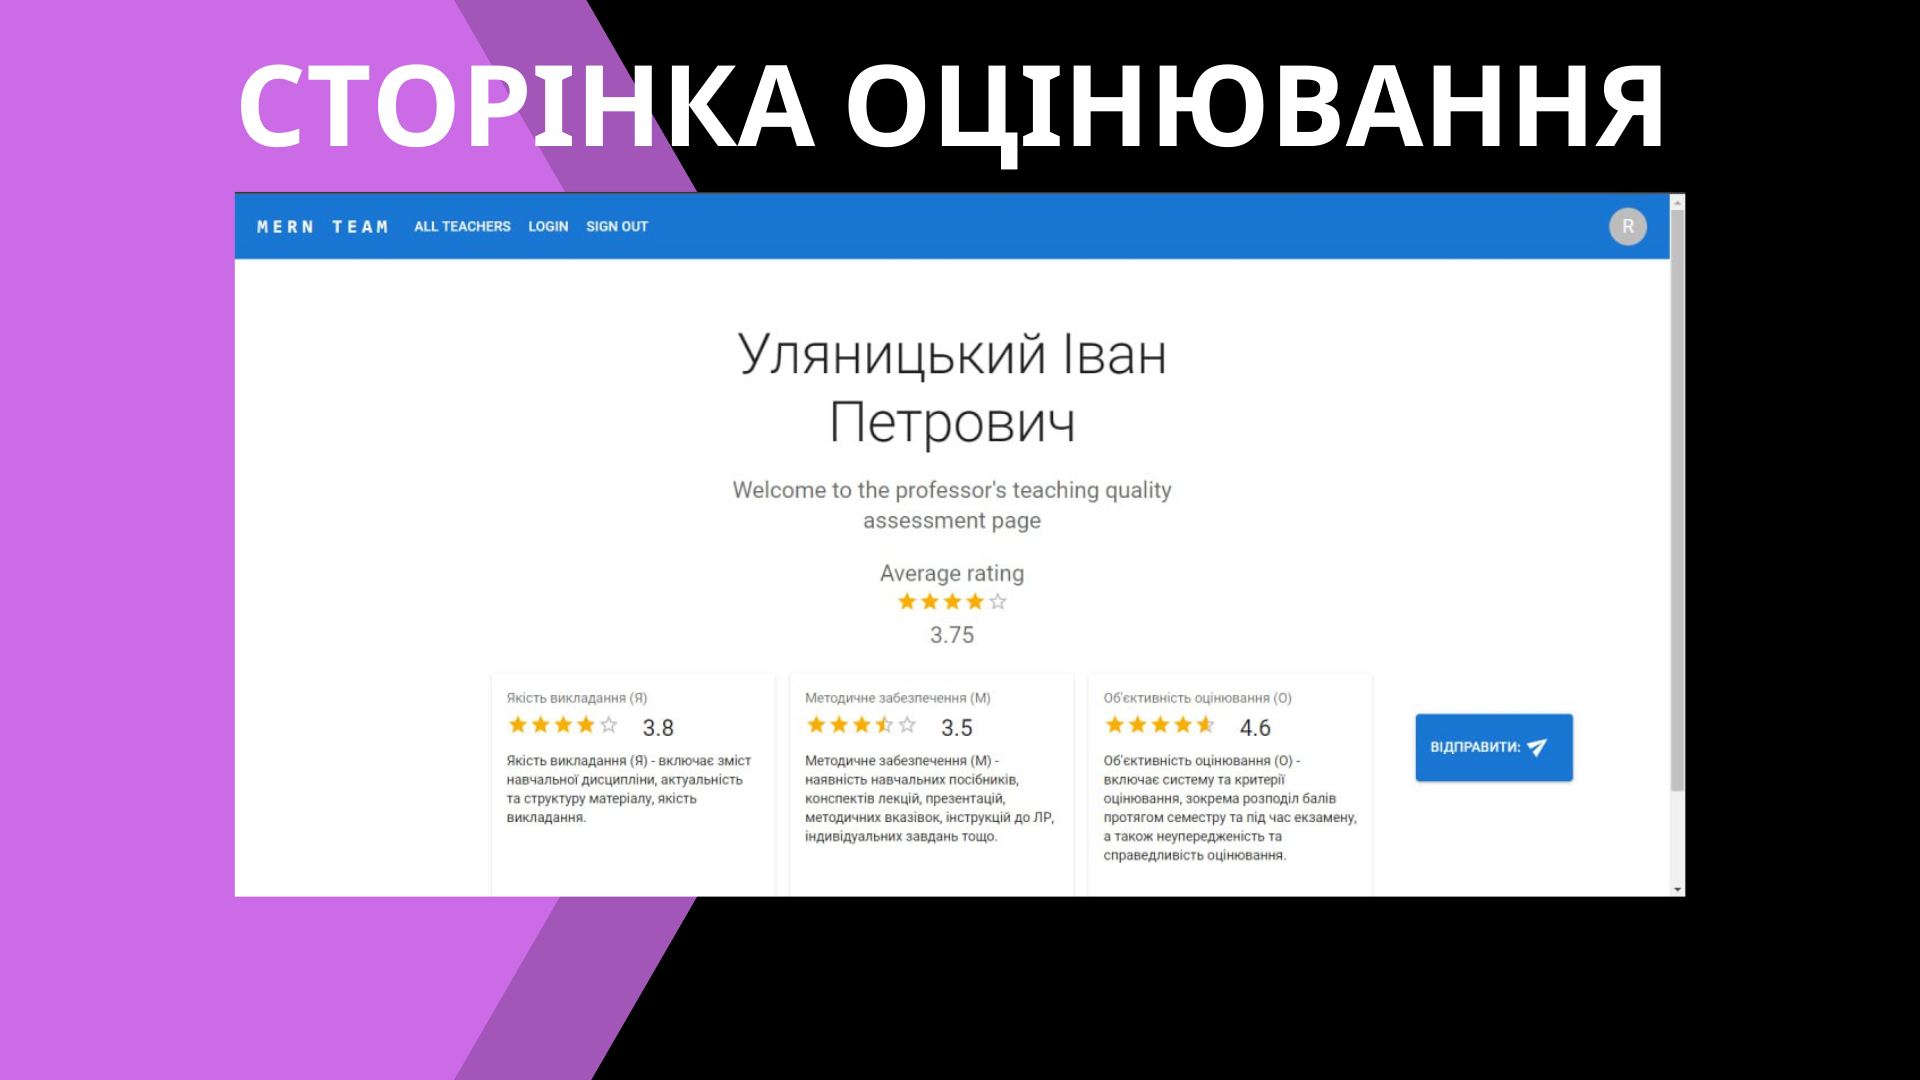 СТОРІНКА ОЦІНЮВАННЯ
MERN TEAM ALL TEACHERS LOGIN SIGN OUT R
Уляницький Іван
Петрович
Welcome to the professor's teaching quality
assessment page
Average rating
3.75
Якість викладання (Я)
3.8
Якість викладання (Я) - включає зміст
навчальної дисципліни, актуальність
та структуру матеріалу, якість
викладання.
Методичне забезпечення (М)
3.5
Методичне забезпечення (М) -
наявність навчальних посібників,
конспектів лекцій, презентацій,
методичних вказівок, інструкцій до ЛР,
індивідуальних завдань тощо.
Об'єктивність оцінювання (О)
4.6
Об'єктивність оцінювання (О) -
включає систему та критерії
оцінювання, зокрема розподіл балів
протягом семестру та під час екзамену,
а також неупередженість та
справедливість оцінювання.
ВІДПРАВИТИ: